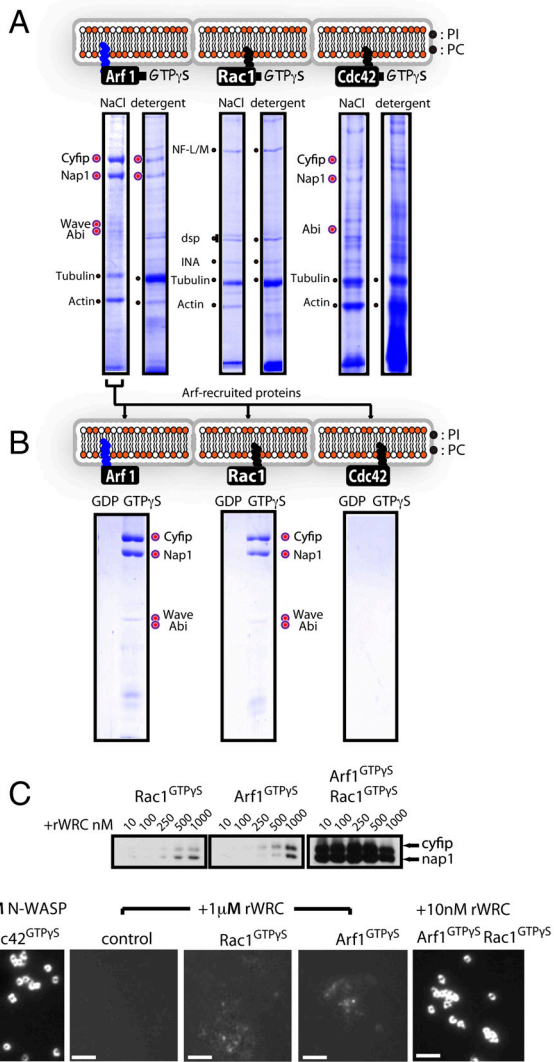 A
: PI
: PC
Arf 1 GTPγS Rac1 GTPγS Cdc42 GTPγS
NaCl detergent NaCl detergent NaCl detergent
Cyfip
Nap1
Wave
Abi
Tubulin
Actin
NF-L/M
dsp
INA
Tubulin
Actin
Cyfip
Nap1
Abi
Tubulin
Actin
Arf-recruited proteins
B
: PI
: PC
Arf 1 Rac1 Cdc42
GDP GTPγS GDP GTPγS GDP GTPγS
Cyfip
Nap1
Wave
Abi
Cyfip
Nap1
Wave
Abi
C
Rac1GTPγS Arf1GTPγS Arf1GTPγS Rac1GTPγS
+rWRC nM 10 100 250 500 1000 10 100 250 500 1000 10 100 250 500 1000
cyfip
nap1
M N-WASP +1μM rWRC +10nM rWRC
c42GTPγS control Rac1GTPγS Arf1GTPγS Arf1GTPγS Rac1GTPγS